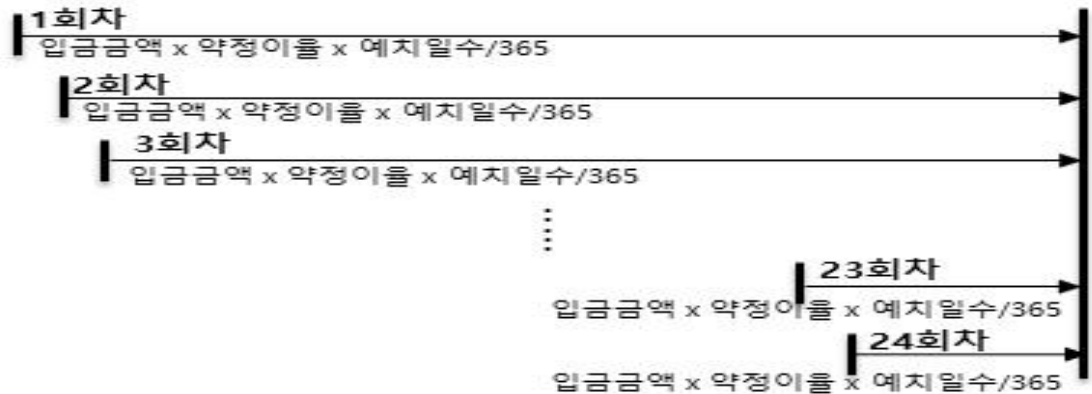 1회차
입금금액 x 약정이율 x 예치일수/365
2회차
입금금액 x 약정이율 x 예치일수/365
3회차
입금금액 x 약정이율 x 예치일수/365
23회차
입금금액 x 약정이율 x 예치일수/365
24회차
입금금액 x 약정이율 x 예치일수/365